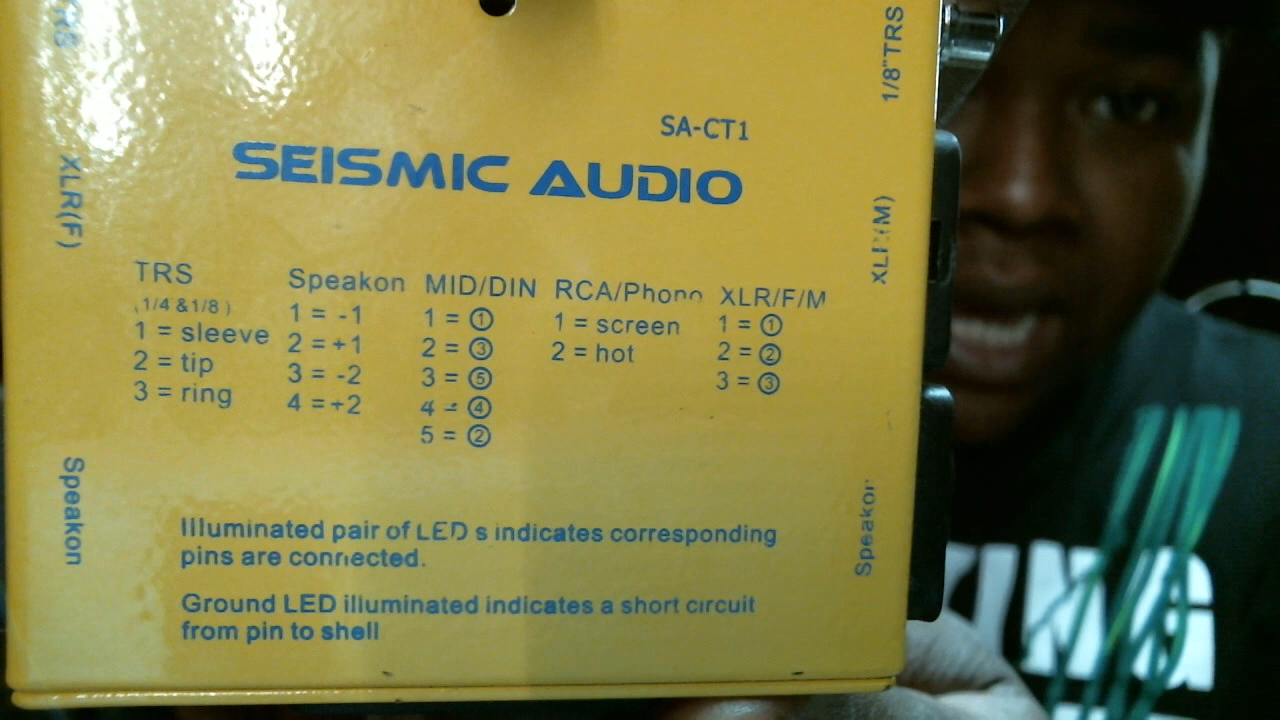 SA-CT1
SEISMIC AUDIO
TRS
(1/4 &1/8)
1 = sleeve
2 = tip
3 = ring
Speakon
1 = -1
2 = +1
3 = -2
4 = +2
MID/DIN
1 = ①
2 = ③
3 = ⑤
4 = ④
5 = ②
RCA/Phono
1 = screen
2 = hot
XLR/F/M
1 = ①
2 = ②
3 = ③
Illuminated pair of LED s indicates corresponding
pins are connected.
Ground LED illuminated indicates a short circuit
from pin to shell
TRS
XLR(F)
Speakon
1/8"TRS
XLR(M)
Speakon